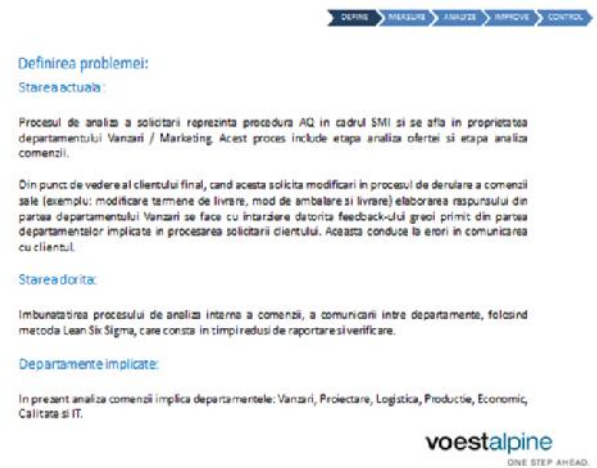 DEFINE MEASURE ANALYZE IMPROVE CONTROL
Definirea problemei:
Starea actuala :
Procesul de analiza a solicitarii reprezinta procedura AQ in cadrul SMI si se afla in proprietatea
departamentului Vanzari / Marketing. Acest proces include etapa analiza ofertei si etapa analiza
comenzii.
Din punct de vedere al clientului final, cand acesta solicita modificari in procesul de derulare a comenzii
sale (exemplu: modificare termene de livrare, mod de ambalare si livrare) elaborarea raspunsului din
partea departamentului Vanzari se face cu intarziere datorita feedback-ului greoi primit din partea
departamentelor implicate in procesarea solicitarii clientului. Aceasta conduce la erori in comunicarea
cu clientul.
Starea dorita:
Imbunatatirea procesului de analiza interna a comenzii, a comunicarii intre departamente, folosind
metoda Lean Six Sigma, care consta in timpi redusi de raportare si verificare.
Departamente implicate:
In prezent analiza comenzii implica departamentele: Vanzari, Proiectare, Logistica, Productie, Economic,
Calitate si IT.
voestalpine
ONE STEP AHEAD.